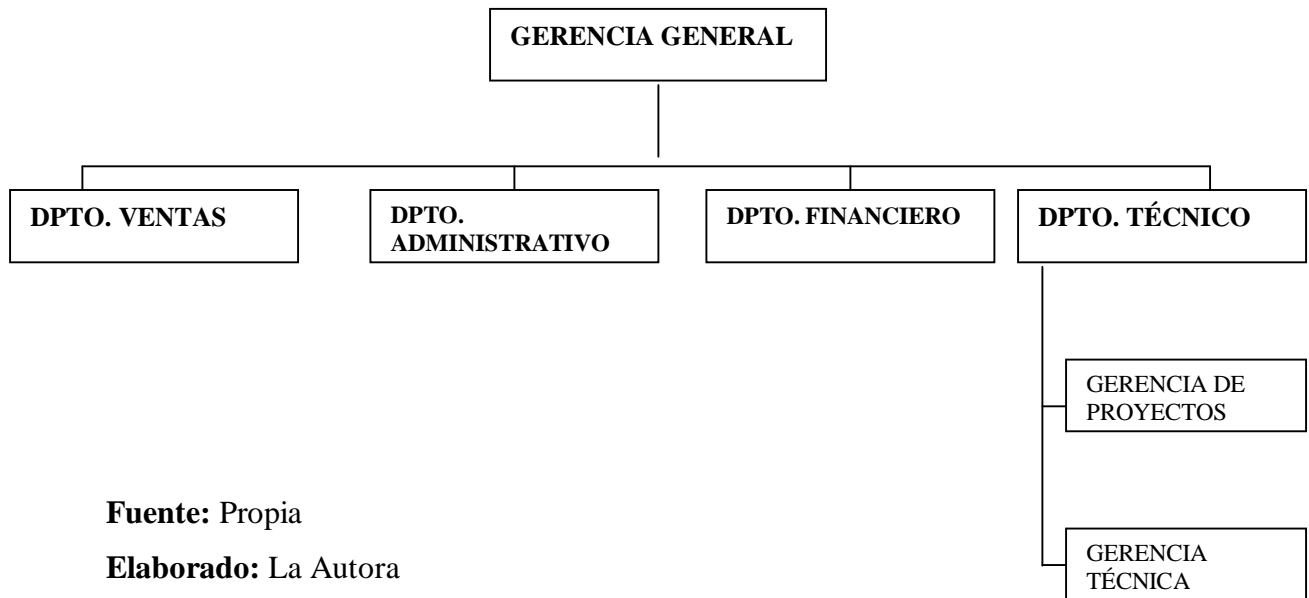 GERENCIA GENERAL
DPTO. VENTAS
DPTO.
ADMINISTRATIVO
DPTO. FINANCIERO
DPTO. TÉCNICO
GERENCIA DE
PROYECTOS
Fuente: Propia
Elaborado: La Autora
GERENCIA
TÉCNICA